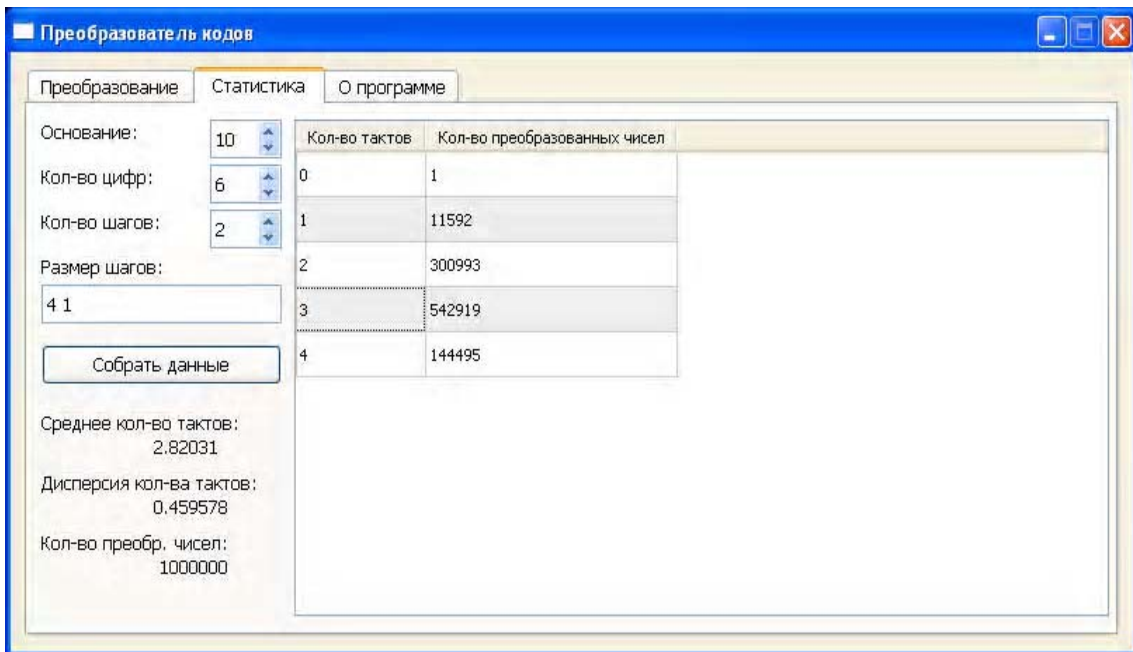 Преобразователь кодов
Преобразование Статистика О программе
Основание: 10
Кол-во цифр: 6
Кол-во шагов: 2
Размер шагов:
4 1
Собрать данные
Среднее кол-во тактов:
2.82031
Дисперсия кол-ва тактов:
0.459578
Кол-во преобр. чисел:
1000000
Кол-во тактов Кол-во преобразованных чисел
0 1
1 11592
2 300993
3 542919
4 144495